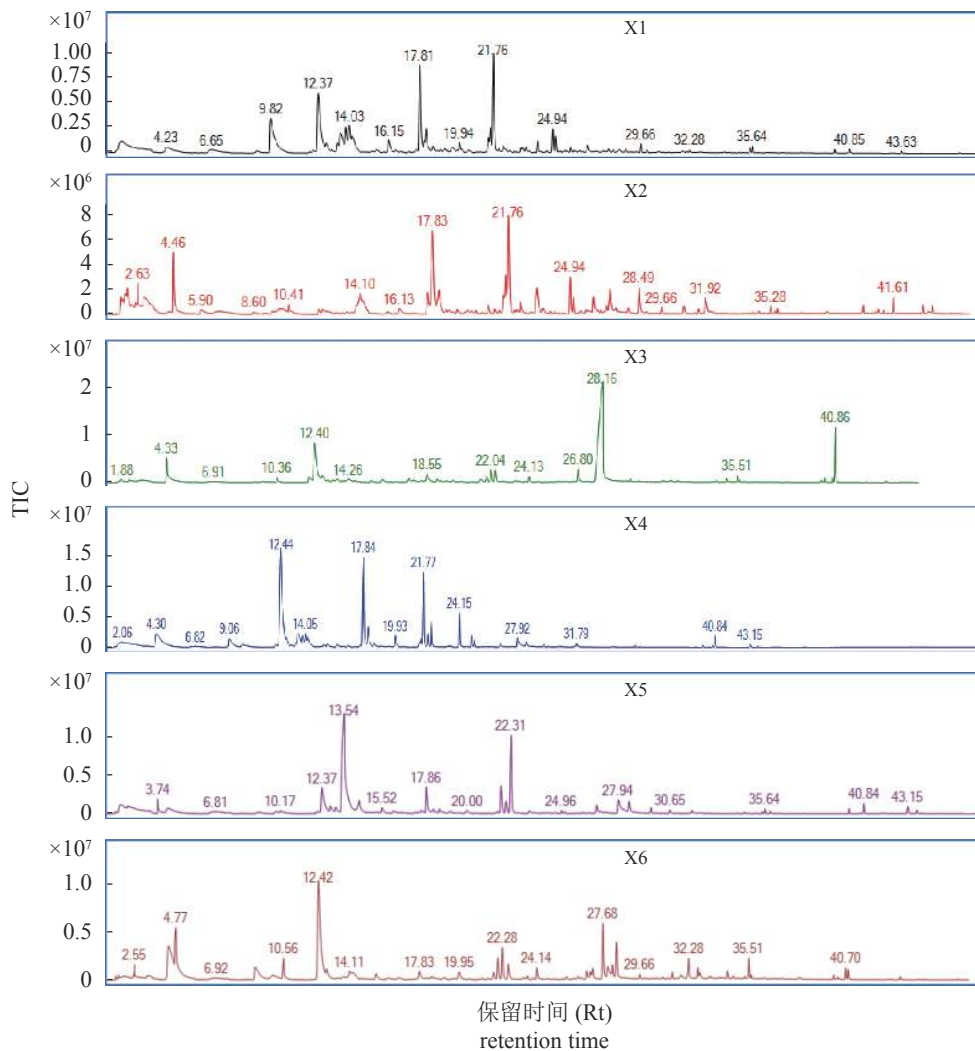 ×10⁷
X1
1.00
0.75
0.50
0.25
0
4.23 6.65 9.82 12.37 14.03 16.15 17.81 19.94 21.76 24.94 29.66 32.28 35.64 40.85 43.63
×10⁶
X2
8
6
4
2
0
2.63 4.46 5.90 8.60 10.41 14.10 16.13 17.83 21.76 24.94 28.49 29.66 31.92 35.28 41.61
×10⁷
X3
2
1
0
1.88 4.33 6.91 10.36 12.40 14.26 18.55 22.04 24.13 26.80 28.16 35.51 40.86
TIC
×10⁷
X4
1.5
1.0
0.5
0
2.06 4.30 6.82 9.06 12.44 14.05 17.84 19.93 21.77 24.15 27.92 31.79 40.84 43.15
×10⁷
X5
1.0
0.5
0
3.74 6.81 10.17 12.37 13.54 15.52 17.86 20.00 22.31 24.96 27.94 30.65 35.64 40.84 43.15
×10⁷
X6
1.0
0.5
0
2.55 4.77 6.92 10.56 12.42 14.11 17.83 19.95 22.28 24.14 27.68 29.66 32.28 35.51 40.70
保留时间 (Rt)
retention time